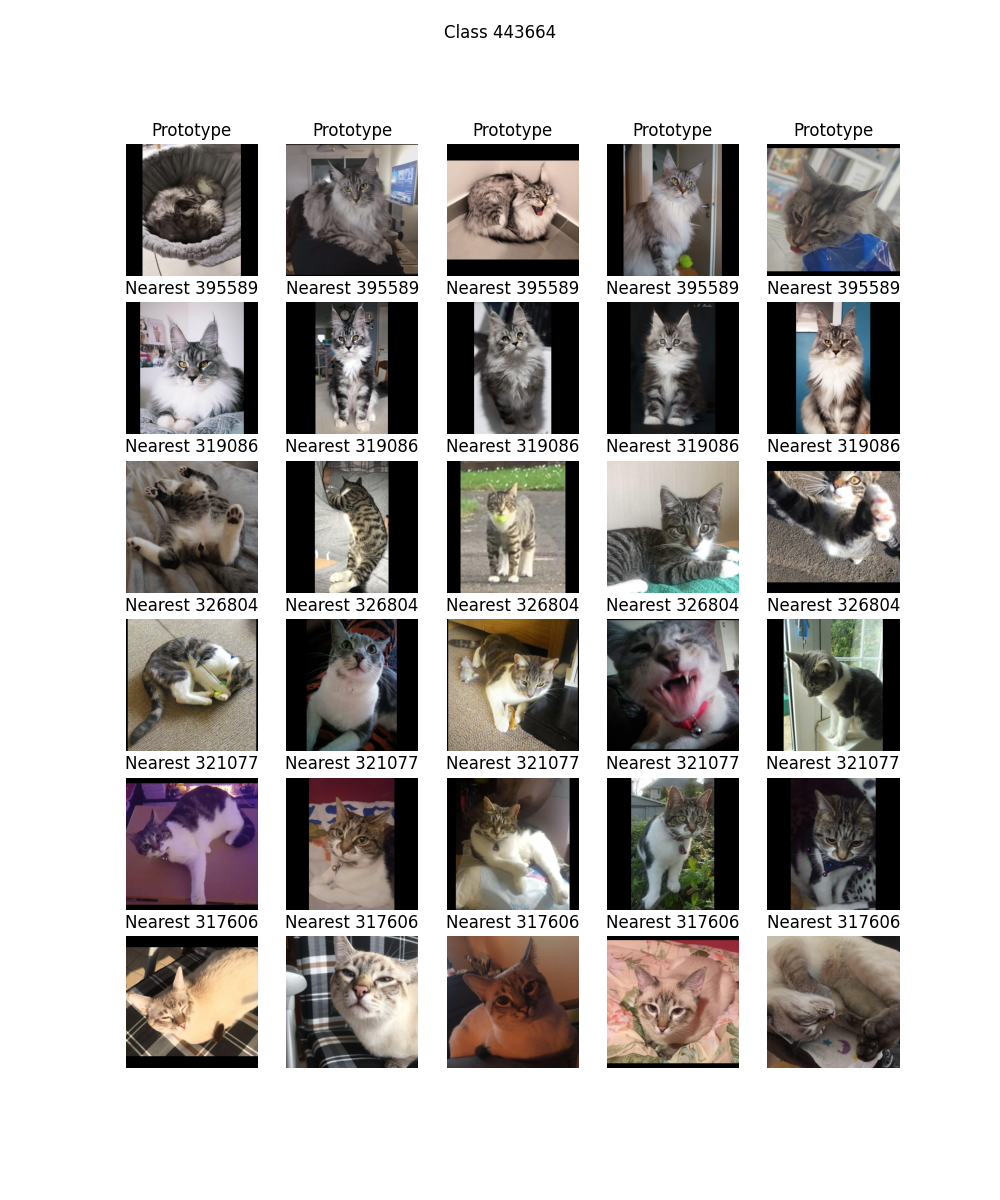 Class 443664
Prototype Prototype Prototype Prototype Prototype
Nearest 395589 Nearest 395589 Nearest 395589 Nearest 395589 Nearest 395589
Nearest 319086 Nearest 319086 Nearest 319086 Nearest 319086 Nearest 319086
Nearest 326804 Nearest 326804 Nearest 326804 Nearest 326804 Nearest 326804
Nearest 321077 Nearest 321077 Nearest 321077 Nearest 321077 Nearest 321077
Nearest 317606 Nearest 317606 Nearest 317606 Nearest 317606 Nearest 317606